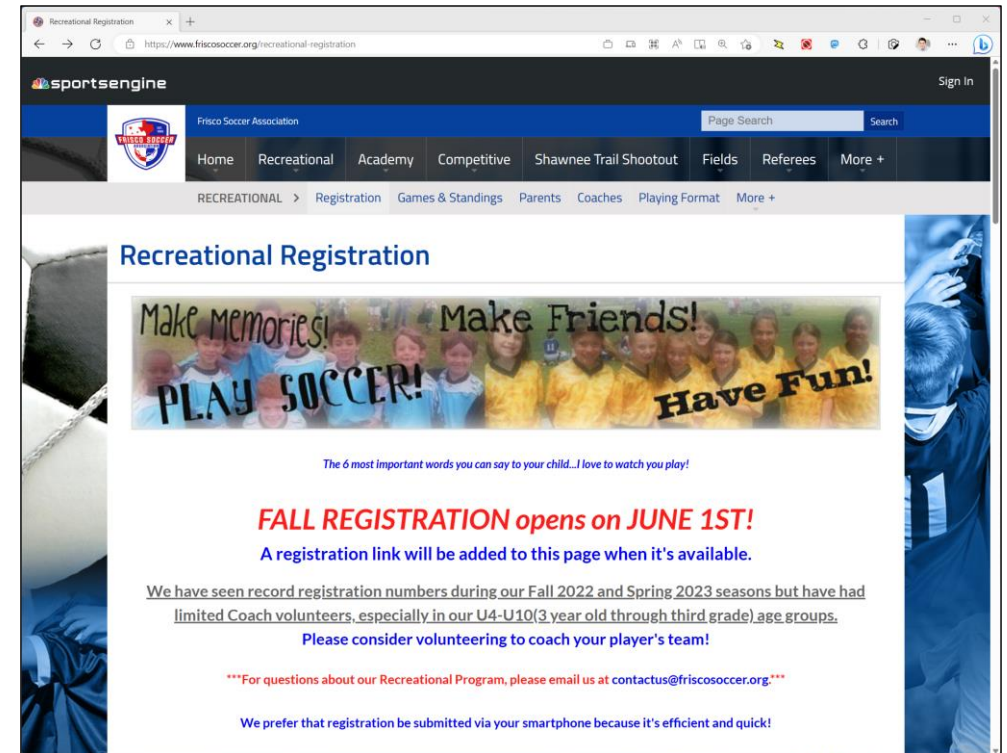 Recreational Registration
https://www.friscosoccer.org/recreational-registration
sportsengine
Sign In
FRISCO SOCCER
Frisco Soccer Association
Page Search
Search
Home Recreational Academy Competitive Shawnee Trail Shootout Fields Referees More +
RECREATIONAL > Registration Games & Standings Parents Coaches Playing Format More +
Recreational Registration
Make Memories!
Make Friends!
PLAY SOCCER!
Have Fun!
The 6 most important words you can say to your child...I love to watch you play!
FALL REGISTRATION opens on JUNE 1ST!
A registration link will be added to this page when it's available.
We have seen record registration numbers during our Fall 2022 and Spring 2023 seasons but have had
limited Coach volunteers, especially in our U4-U10(3 year old through third grade) age groups.
Please consider volunteering to coach your player's team!
***For questions about our Recreational Program, please email us at contactus@friscosoccer.org.***
We prefer that registration be submitted via your smartphone because it's efficient and quick!